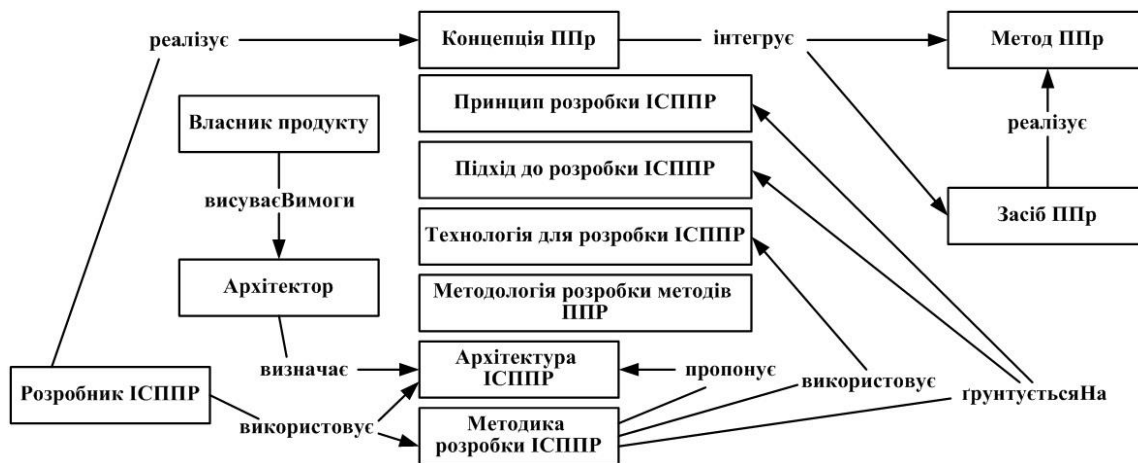 реалізує
Концепція ППр
інтегрує
Метод ППр
Принцип розробки ІСППР
Власник продукту
реалізує
Підхід до розробки ІСППР
висуваєВимоги
Засіб ППр
Технологія для розробки ІСППР
Архітектор
Методологія розробки методів
ППР
визначає
Архітектура
ІСППР
пропонує
Розробник ІСППР
використовує
ґрунтуєтьсяНа
використовує
Методика
розробки ІСППР